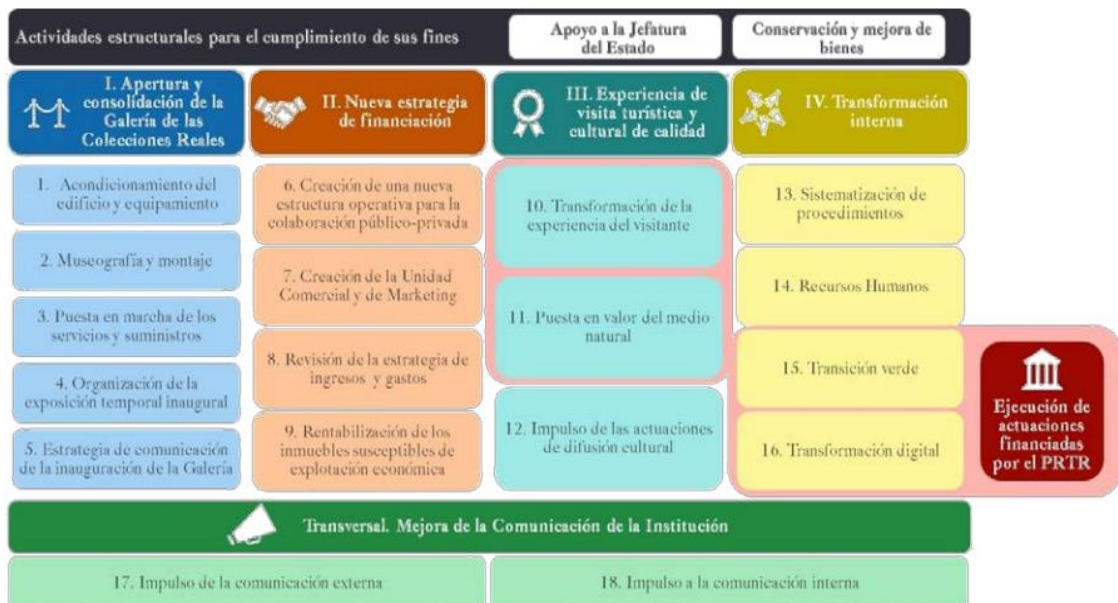 Actividades estructurales para el cumplimiento de sus fines
Apoyo a la Jefatura
del Estado
Conservación y mejora de
bienes
I. Apertura y
consolidación de la
Galería de las
Colecciones Reales
II. Nueva estrategia
de financiación
III. Experiencia de
visita turística y
cultural de calidad
IV. Transformación
interna
1. Acondicionamiento del
edificio y equipamiento
2. Museografía y montaje
3. Puesta en marcha de los
servicios y suministros
4. Organización de la
exposición temporal inaugural
5. Estrategia de comunicación
de la inauguración de la Galería
6. Creación de una nueva
estructura operativa para la
colaboración público-privada
7. Creación de la Unidad
Comercial y de Marketing
8. Revisión de la estrategia de
ingresos y gastos
9. Rentabilización de los
inmuebles susceptibles de
explotación económica
10. Transformación de la
experiencia del visitante
11. Puesta en valor del medio
natural
12. Impulso de las actuaciones
de difusión cultural
13. Sistematización de
procedimientos
14. Recursos Humanos
15. Transición verde
16. Transformación digital
Ejecución de
actuaciones
financiadas
por el PRTR
Transversal. Mejora de la Comunicación de la Institución
17. Impulso de la comunicación externa
18. Impulso a la comunicación interna